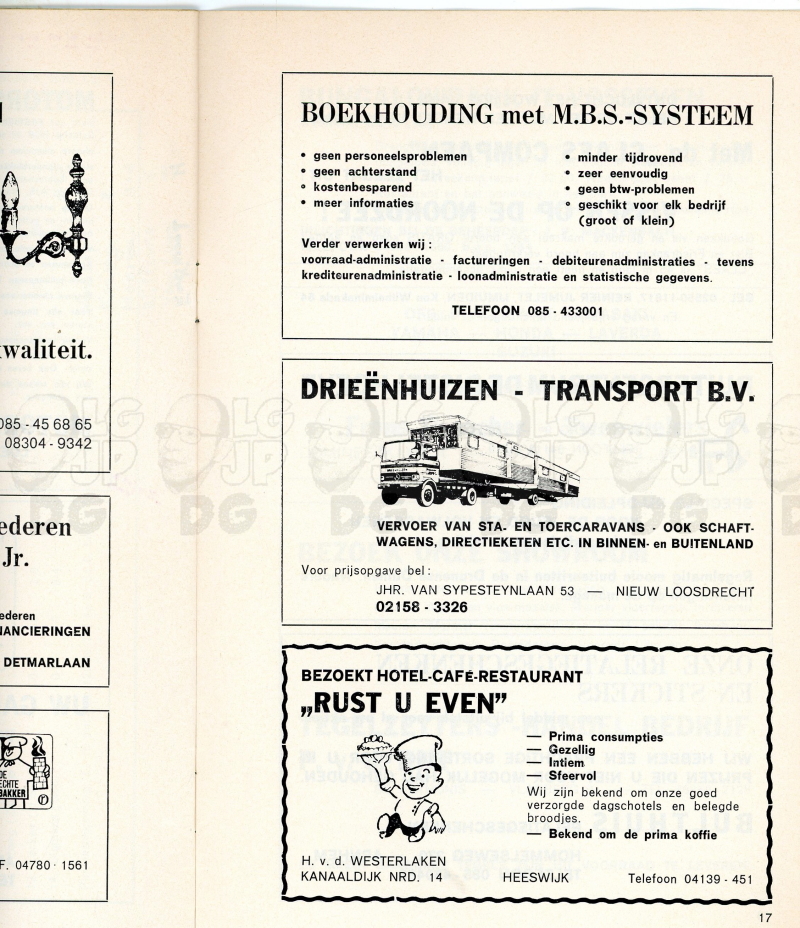 kwaliteit.
085 - 45 68 65
08304 - 9342
ederen
Jr.
ederen
NANCIERINGEN
DETMARLAAN
DE
ECHTE
BAKKER
F. 04780 - 1561
BOEKHOUDING met M.B.S.-SYSTEEM
• geen personeelsproblemen
• geen achterstand
• kostenbesparend
• meer informaties
• minder tijdrovend
• zeer eenvoudig
• geen btw-problemen
• geschikt voor elk bedrijf
(groot of klein)
Verder verwerken wij :
voorraad-administratie - factureringen - debiteurenadministraties - tevens
krediteurenadministratie - loonadministratie en statistische gegevens.
TELEFOON 085 - 433001
DRIEËNHUIZEN - TRANSPORT B.V.
VERVOER VAN STA- EN TOERCARAVANS - OOK SCHAFT-
WAGENS, DIRECTIEKETEN ETC. IN BINNEN- en BUITENLAND
Voor prijsopgave bel :
JHR. VAN SYPESTEYNLAAN 53 — NIEUW LOOSDRECHT
02158 - 3326
BEZOEKT HOTEL-CAFÉ-RESTAURANT
„RUST U EVEN”
— Prima consumpties
— Gezellig
— Intiem
— Sfeervol
Wij zijn bekend om onze goed
verzorgde dagschotels en belegde
broodjes.
— Bekend om de prima koffie
H. v. d. WESTERLAKEN
KANAALDIJK NRD. 14 HEESWIJK Telefoon 04139 - 451
17